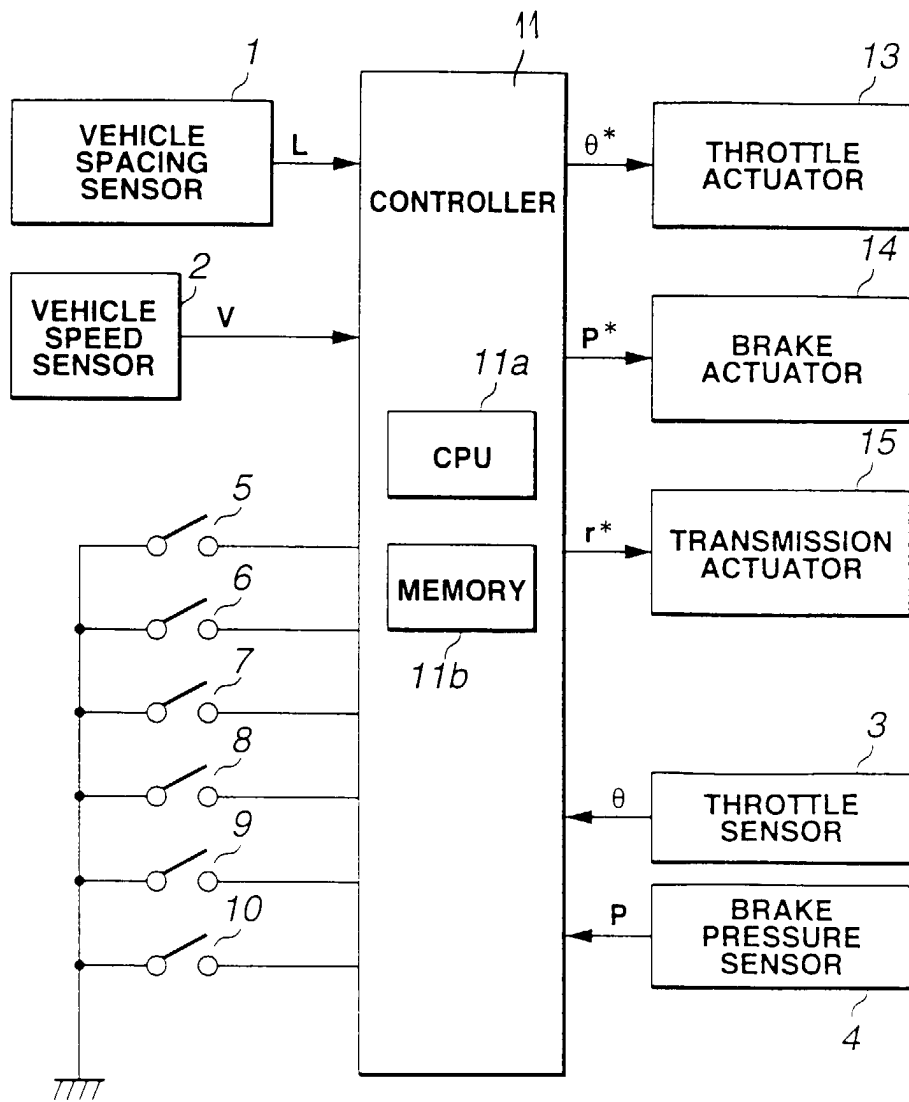 11
1
VEHICLE
SPACING
SENSOR
L
CONTROLLER
θ*
13
THROTTLE
ACTUATOR
2
VEHICLE
SPEED
SENSOR
V
P*
14
BRAKE
ACTUATOR
11a
CPU
MEMORY
11b
r*
15
TRANSMISSION
ACTUATOR
5
6
7
8
9
10
θ
3
THROTTLE
SENSOR
P
BRAKE
PRESSURE
SENSOR
4